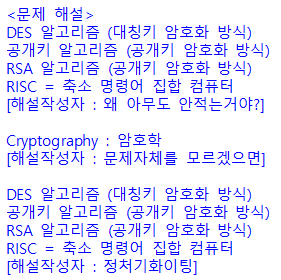 <문제 해설>
DES 알고리즘 (대칭키 암호화 방식)
공개키 알고리즘 (공개키 암호화 방식)
RSA 알고리즘 (공개키 암호화 방식)
RISC = 축소 명령어 집합 컴퓨터
[해설작성자 : 왜 아무도 안적는거야?]
Cryptography : 암호학
[해설작성자 : 문제자체를 모르겠으면]
DES 알고리즘 (대칭키 암호화 방식)
공개키 알고리즘 (공개키 암호화 방식)
RSA 알고리즘 (공개키 암호화 방식)
RISC = 축소 명령어 집합 컴퓨터
[해설작성자 : 정처기화이팅]